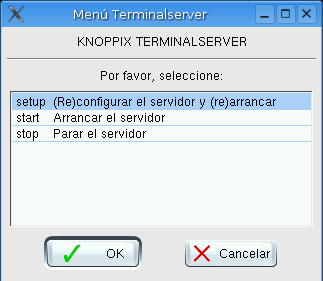 Menú Terminalserver
KNOPPIX TERMINALSERVER
Por favor, seleccione:
setup (Re)configurar el servidor y (re)arrancar
start Arrancar el servidor
stop Parar el servidor
OK Cancelar